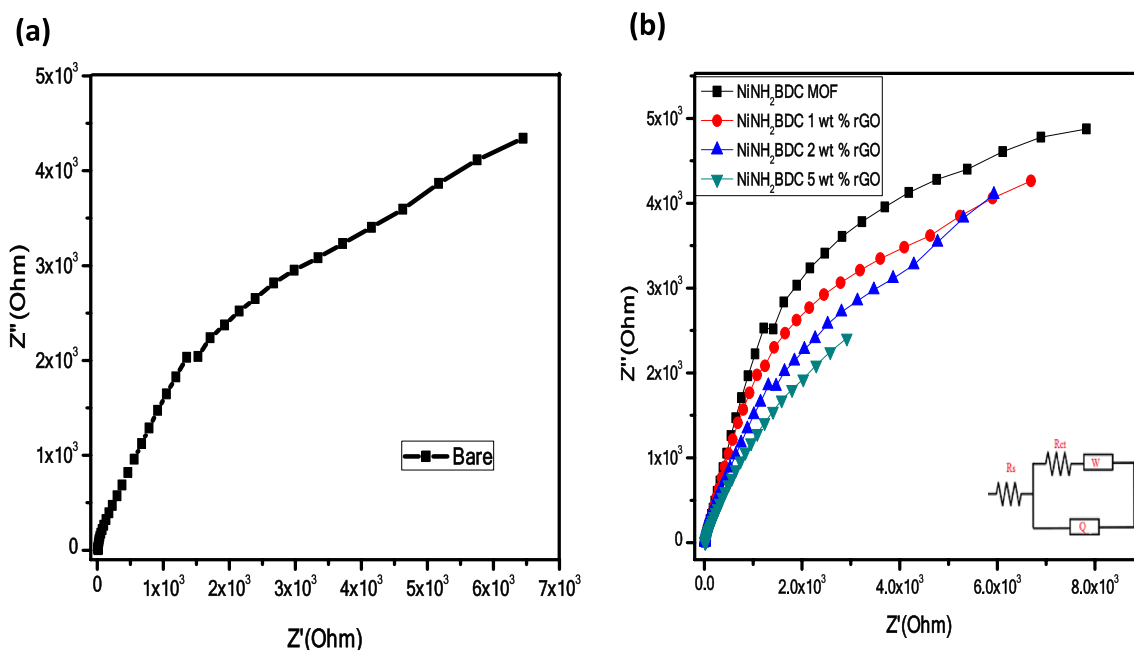 (a)
5x10³
4x10³
3x10³
2x10³
1x10³
0
Z"(Ohm)
Bare
0
1x10³
2x10³
3x10³
4x10³
5x10³
6x10³
7x10³
Z'(Ohm)
(b)
NiNH₂BDC MOF
NiNH₂BDC 1 wt % rGO
NiNH₂BDC 2 wt % rGO
NiNH₂BDC 5 wt % rGO
5x10³
4x10³
3x10³
2x10³
1x10³
0
Z"(Ohm)
Rs
Rct
W
Q
0.0
2.0x10³
4.0x10³
6.0x10³
8.0x10³
Z'(Ohm)